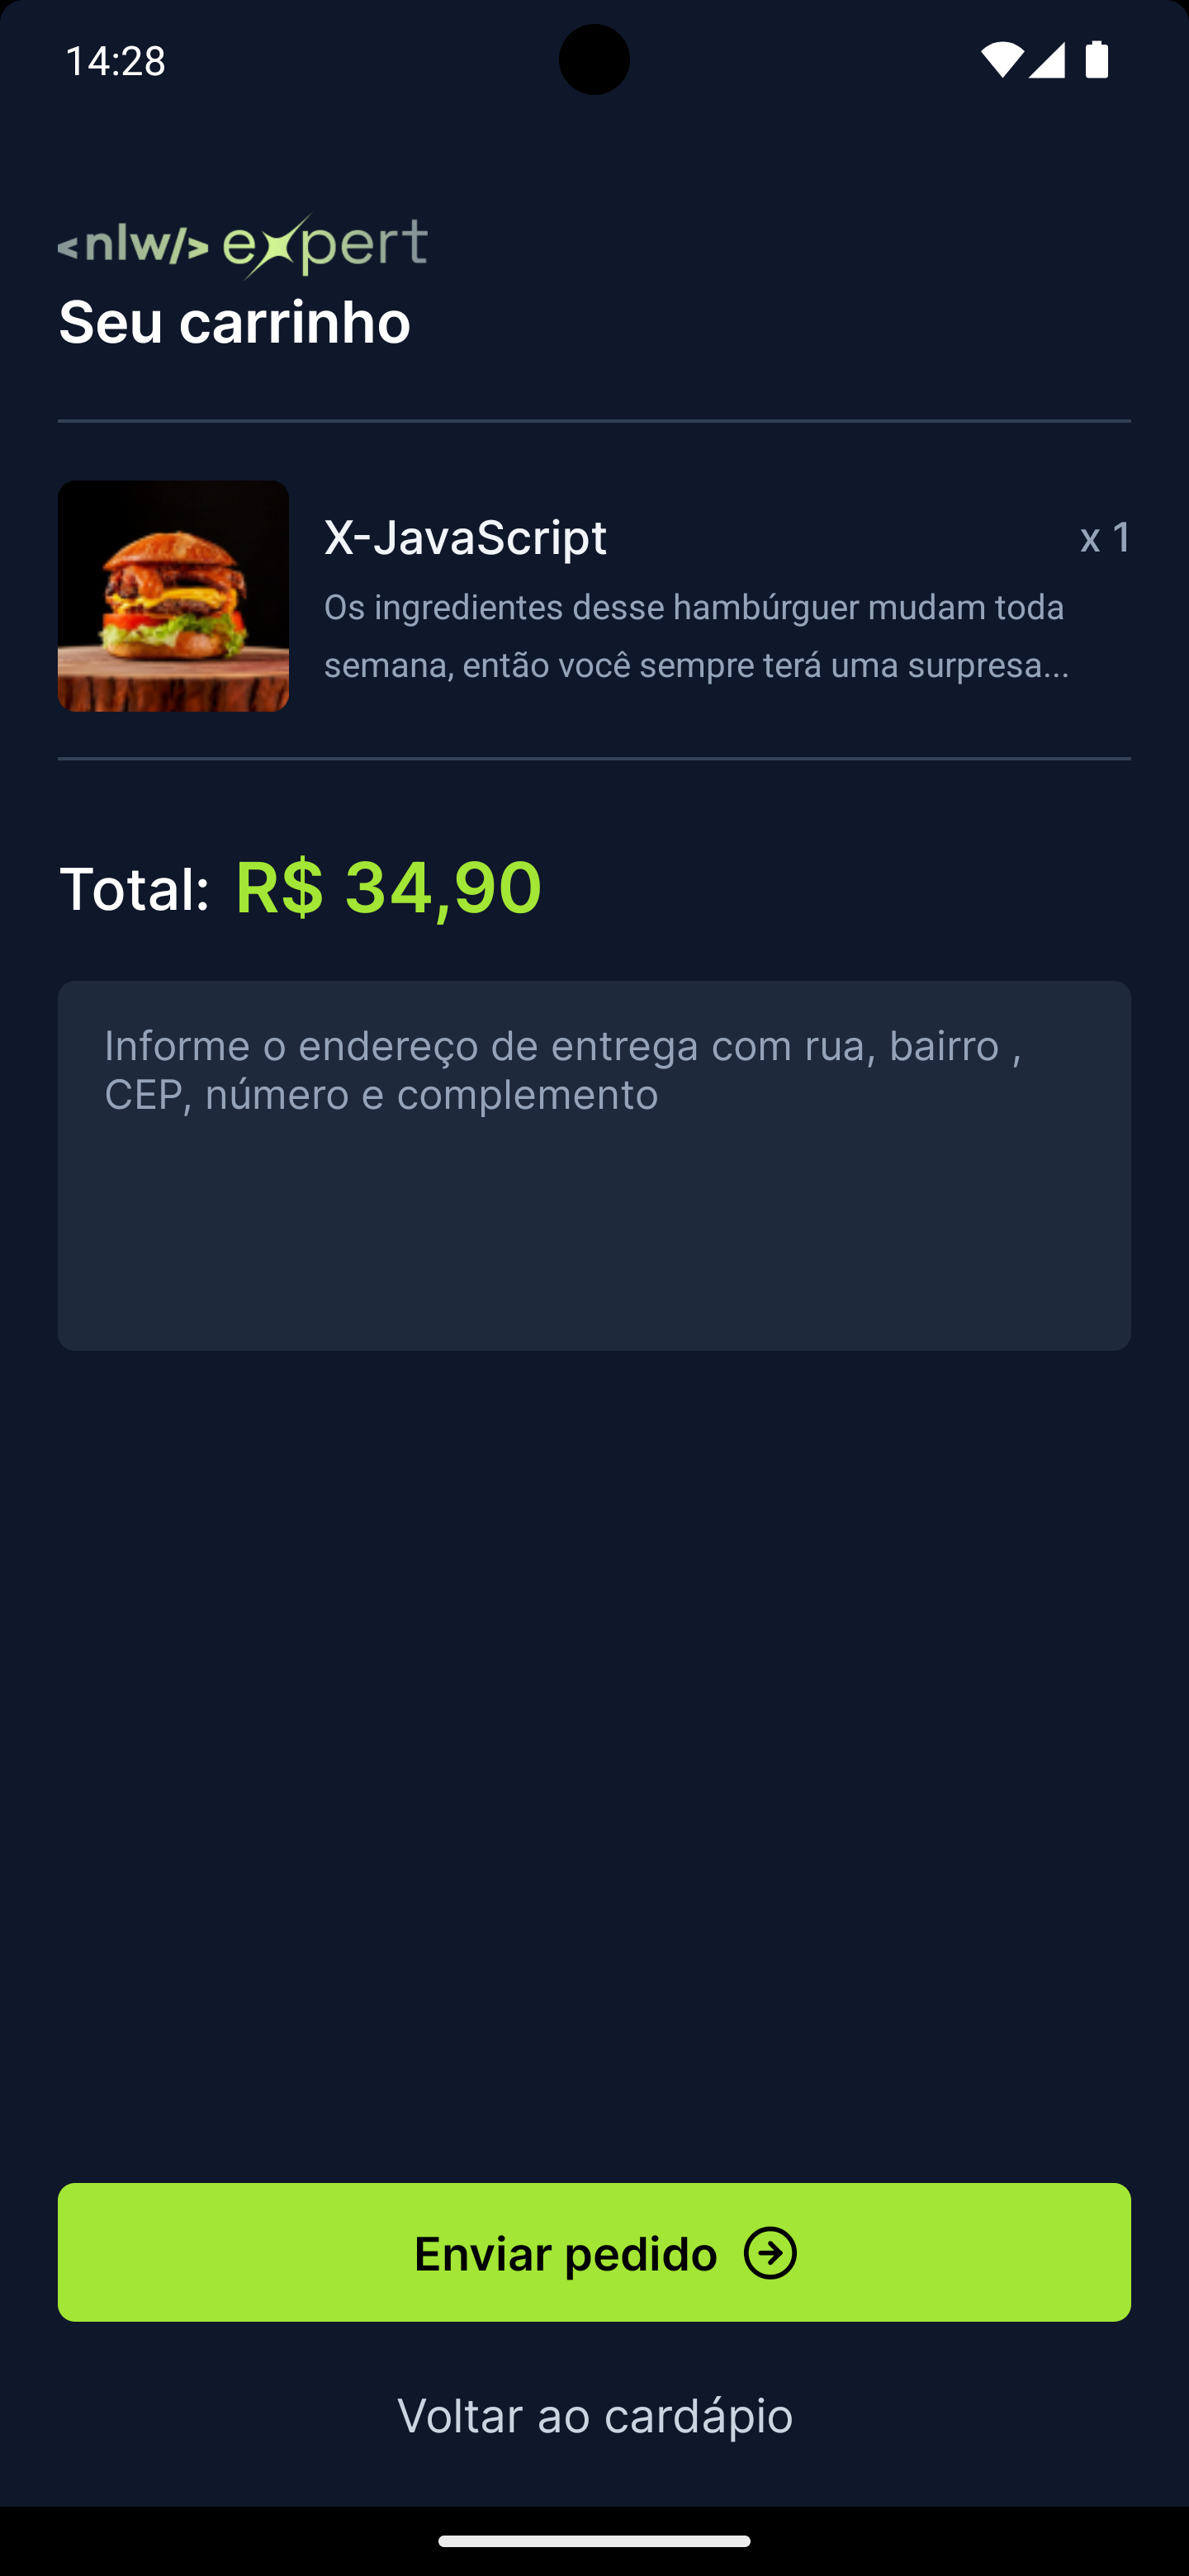 14:28
<nlw/> expert
Seu carrinho
X-JavaScript
x 1
Os ingredientes desse hambúrguer mudam toda
semana, então você sempre terá uma surpresa...
Total: R$ 34,90
Informe o endereço de entrega com rua, bairro ,
CEP, número e complemento
Enviar pedido
Voltar ao cardápio